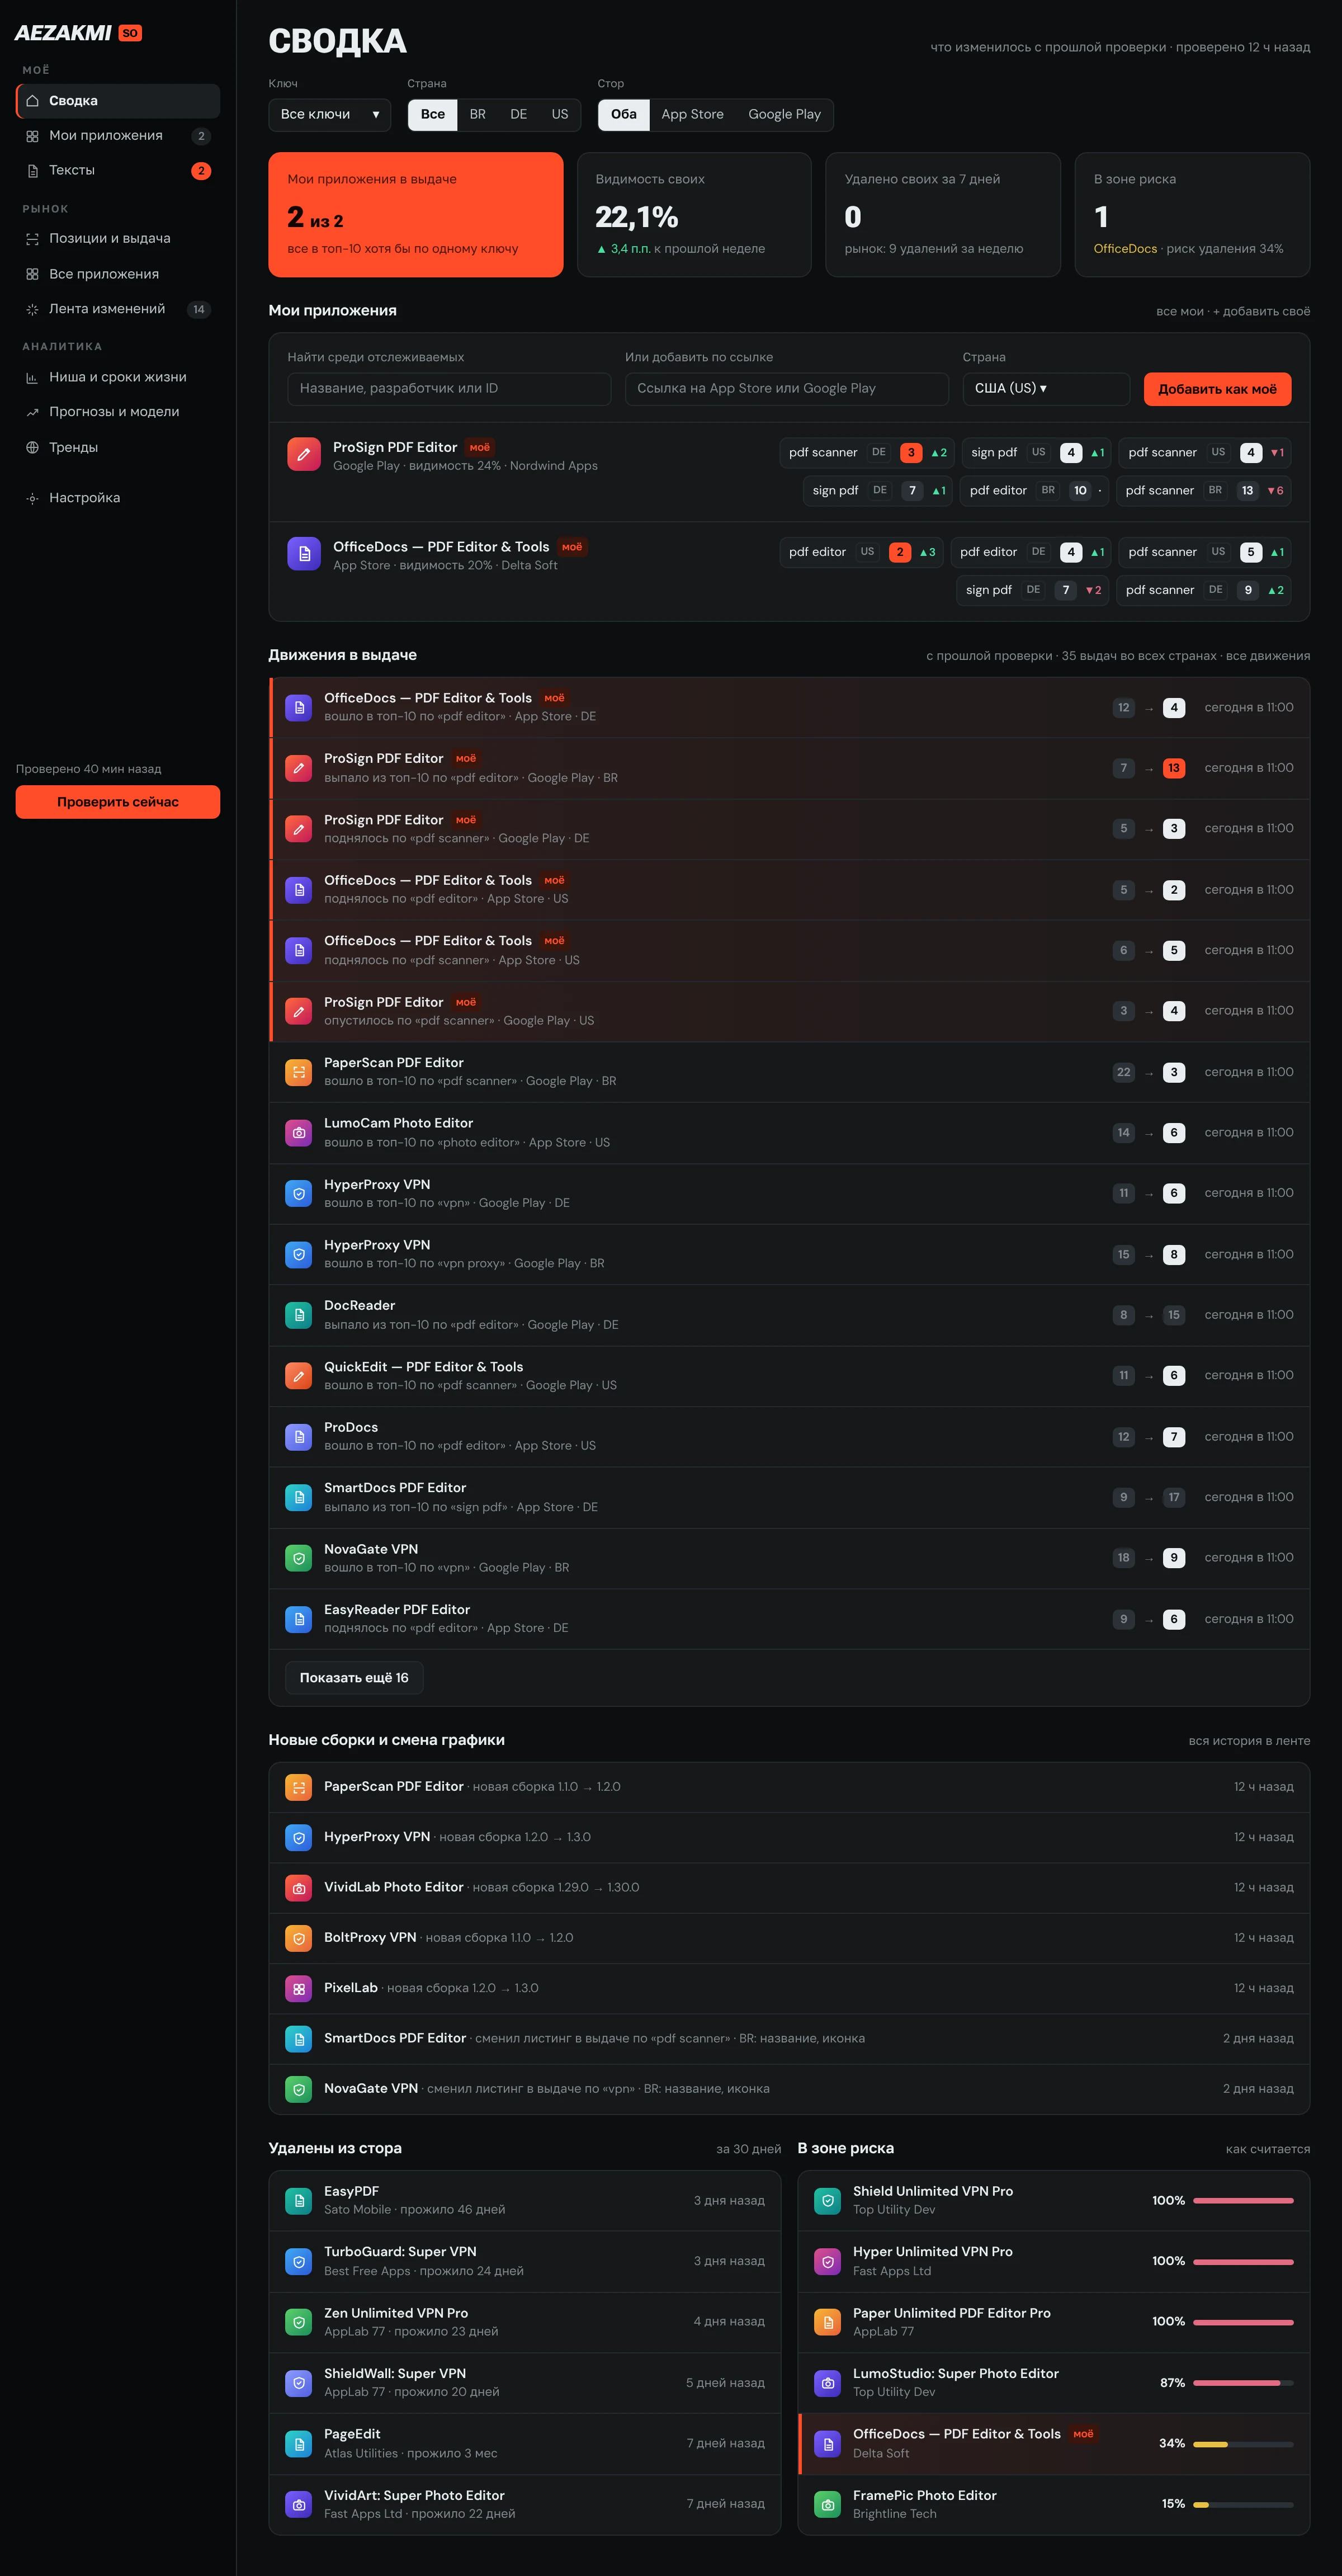 AEZAKMI SO
МОЁ
Сводка
Мои приложения 2
Тексты 2
РЫНОК
Позиции и выдача
Все приложения
Лента изменений 14
АНАЛИТИКА
Ниша и сроки жизни
Прогнозы и модели
Тренды
Настройка
Проверено 40 мин назад
Проверить сейчас
СВОДКА
что изменилось с прошлой проверки · проверено 12 ч назад
Ключ Страна Стор
Все ключи ▾ Все BR DE US Оба App Store Google Play
Мои приложения в выдаче
2 из 2
все в топ-10 хотя бы по одному ключу
Видимость своих
22,1%
▲ 3,4 п.п. к прошлой неделе
Удалено своих за 7 дней
0
рынок: 9 удалений за неделю
В зоне риска
1
OfficeDocs · риск удаления 34%
Мои приложения
все мои · + добавить своё
Найти среди отслеживаемых Или добавить по ссылке Страна
Название, разработчик или ID Ссылка на App Store или Google Play США (US) ▾ Добавить как моё
ProSign PDF Editor моё
Google Play · видимость 24% · Nordwind Apps
pdf scanner DE 3 ▲2 sign pdf US 4 ▲1 pdf scanner US 4 ▼1
sign pdf DE 7 ▲1 pdf editor BR 10 · pdf scanner BR 13 ▼6
OfficeDocs — PDF Editor & Tools моё
App Store · видимость 20% · Delta Soft
pdf editor US 2 ▲3 pdf editor DE 4 ▲1 pdf scanner US 5 ▲1
sign pdf DE 7 ▼2 pdf scanner DE 9 ▲2
Движения в выдаче
с прошлой проверки · 35 выдач во всех странах · все движения
OfficeDocs — PDF Editor & Tools моё
вошло в топ-10 по «pdf editor» · App Store · DE
12 → 4 сегодня в 11:00
ProSign PDF Editor моё
выпало из топ-10 по «pdf editor» · Google Play · BR
7 → 13 сегодня в 11:00
ProSign PDF Editor моё
поднялось по «pdf scanner» · Google Play · DE
5 → 3 сегодня в 11:00
OfficeDocs — PDF Editor & Tools моё
поднялось по «pdf editor» · App Store · US
5 → 2 сегодня в 11:00
OfficeDocs — PDF Editor & Tools моё
поднялось по «pdf scanner» · App Store · US
6 → 5 сегодня в 11:00
ProSign PDF Editor моё
опустилось по «pdf scanner» · Google Play · US
3 → 4 сегодня в 11:00
PaperScan PDF Editor
вошло в топ-10 по «pdf scanner» · Google Play · BR
22 → 3 сегодня в 11:00
LumoCam Photo Editor
вошло в топ-10 по «photo editor» · App Store · US
14 → 6 сегодня в 11:00
HyperProxy VPN
вошло в топ-10 по «vpn» · Google Play · DE
11 → 6 сегодня в 11:00
HyperProxy VPN
вошло в топ-10 по «vpn proxy» · Google Play · BR
15 → 8 сегодня в 11:00
DocReader
выпало из топ-10 по «pdf editor» · Google Play · DE
8 → 15 сегодня в 11:00
QuickEdit — PDF Editor & Tools
вошло в топ-10 по «pdf scanner» · Google Play · US
11 → 6 сегодня в 11:00
ProDocs
вошло в топ-10 по «pdf editor» · App Store · US
12 → 7 сегодня в 11:00
SmartDocs PDF Editor
выпало из топ-10 по «sign pdf» · App Store · DE
9 → 17 сегодня в 11:00
NovaGate VPN
вошло в топ-10 по «vpn» · Google Play · BR
18 → 9 сегодня в 11:00
EasyReader PDF Editor
поднялось по «pdf editor» · App Store · DE
9 → 6 сегодня в 11:00
Показать ещё 16
Новые сборки и смена графики
вся история в ленте
PaperScan PDF Editor · новая сборка 1.1.0 → 1.2.0 12 ч назад
HyperProxy VPN · новая сборка 1.2.0 → 1.3.0 12 ч назад
VividLab Photo Editor · новая сборка 1.29.0 → 1.30.0 12 ч назад
BoltProxy VPN · новая сборка 1.1.0 → 1.2.0 12 ч назад
PixelLab · новая сборка 1.2.0 → 1.3.0 12 ч назад
SmartDocs PDF Editor · сменил листинг в выдаче по «pdf scanner» · BR: название, иконка 2 дня назад
NovaGate VPN · сменил листинг в выдаче по «vpn» · BR: название, иконка 2 дня назад
Удалены из стора за 30 дней
EasyPDF
Sato Mobile · прожило 46 дней
3 дня назад
TurboGuard: Super VPN
Best Free Apps · прожило 24 дней
3 дня назад
Zen Unlimited VPN Pro
AppLab 77 · прожило 23 дней
4 дня назад
ShieldWall: Super VPN
AppLab 77 · прожило 20 дней
5 дней назад
PageEdit
Atlas Utilities · прожило 3 мес
7 дней назад
VividArt: Super Photo Editor
Fast Apps Ltd · прожило 22 дней
7 дней назад
В зоне риска как считается
Shield Unlimited VPN Pro
Top Utility Dev
100%
Hyper Unlimited VPN Pro
Fast Apps Ltd
100%
Paper Unlimited PDF Editor Pro
AppLab 77
100%
LumoStudio: Super Photo Editor
Top Utility Dev
87%
OfficeDocs — PDF Editor & Tools моё
Delta Soft
34%
FramePic Photo Editor
Brightline Tech
15%